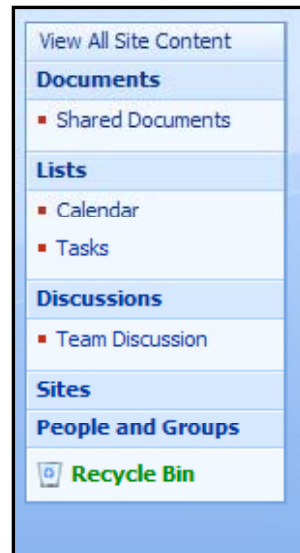 View All Site Content
Documents
Shared Documents
Lists
Calendar
Tasks
Discussions
Team Discussion
Sites
People and Groups
Recycle Bin